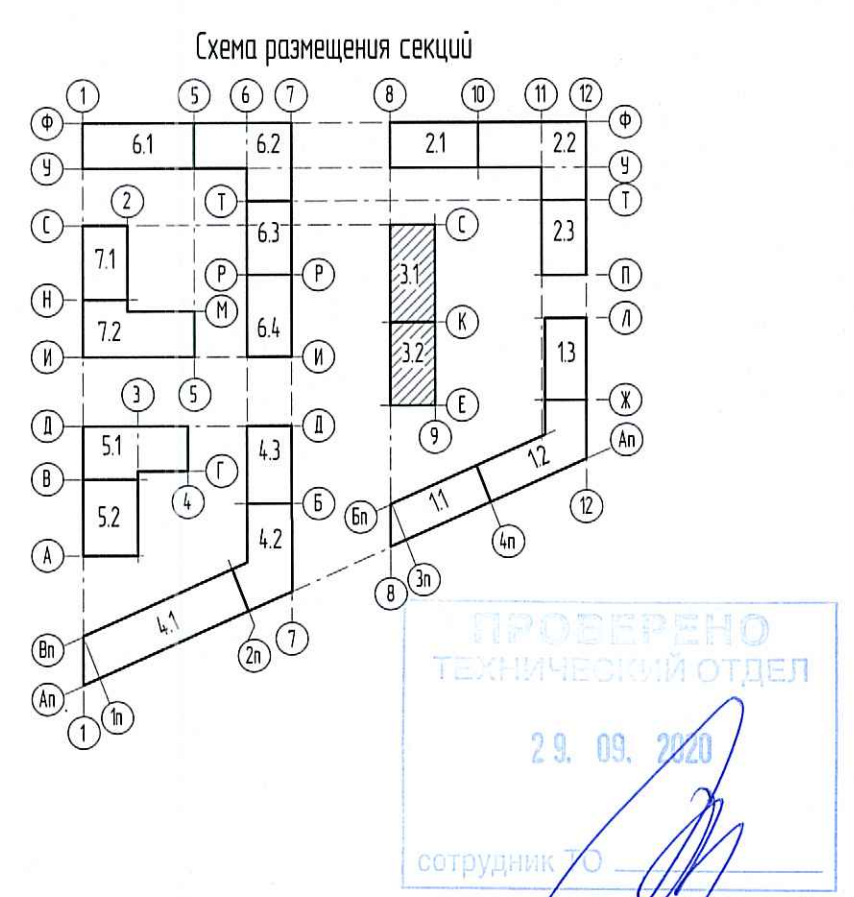 Схема размещения секций
1 5 6 7 8 10 11 12
Ф 6.1 6.2 2.1 2.2 Ф
У У
2 Т Т
С 6.3 С 2.3
7.1 3.1
Р Р П
Н М К Л
7.2 6.4 1.3
И И 3.2
3 5 Е Ж
Д Д 9
5.1 4.3 Ап
Г 1.2
В 4 Б Бп 1.1 12
5.2 4.2 4п
А 3п
8
4.1
Вп 2п 7
Ап
1п
1
ПРОВЕРЕНО
ТЕХНИЧЕСКИЙ ОТДЕЛ
29. 09. 2020
сотрудник ТО